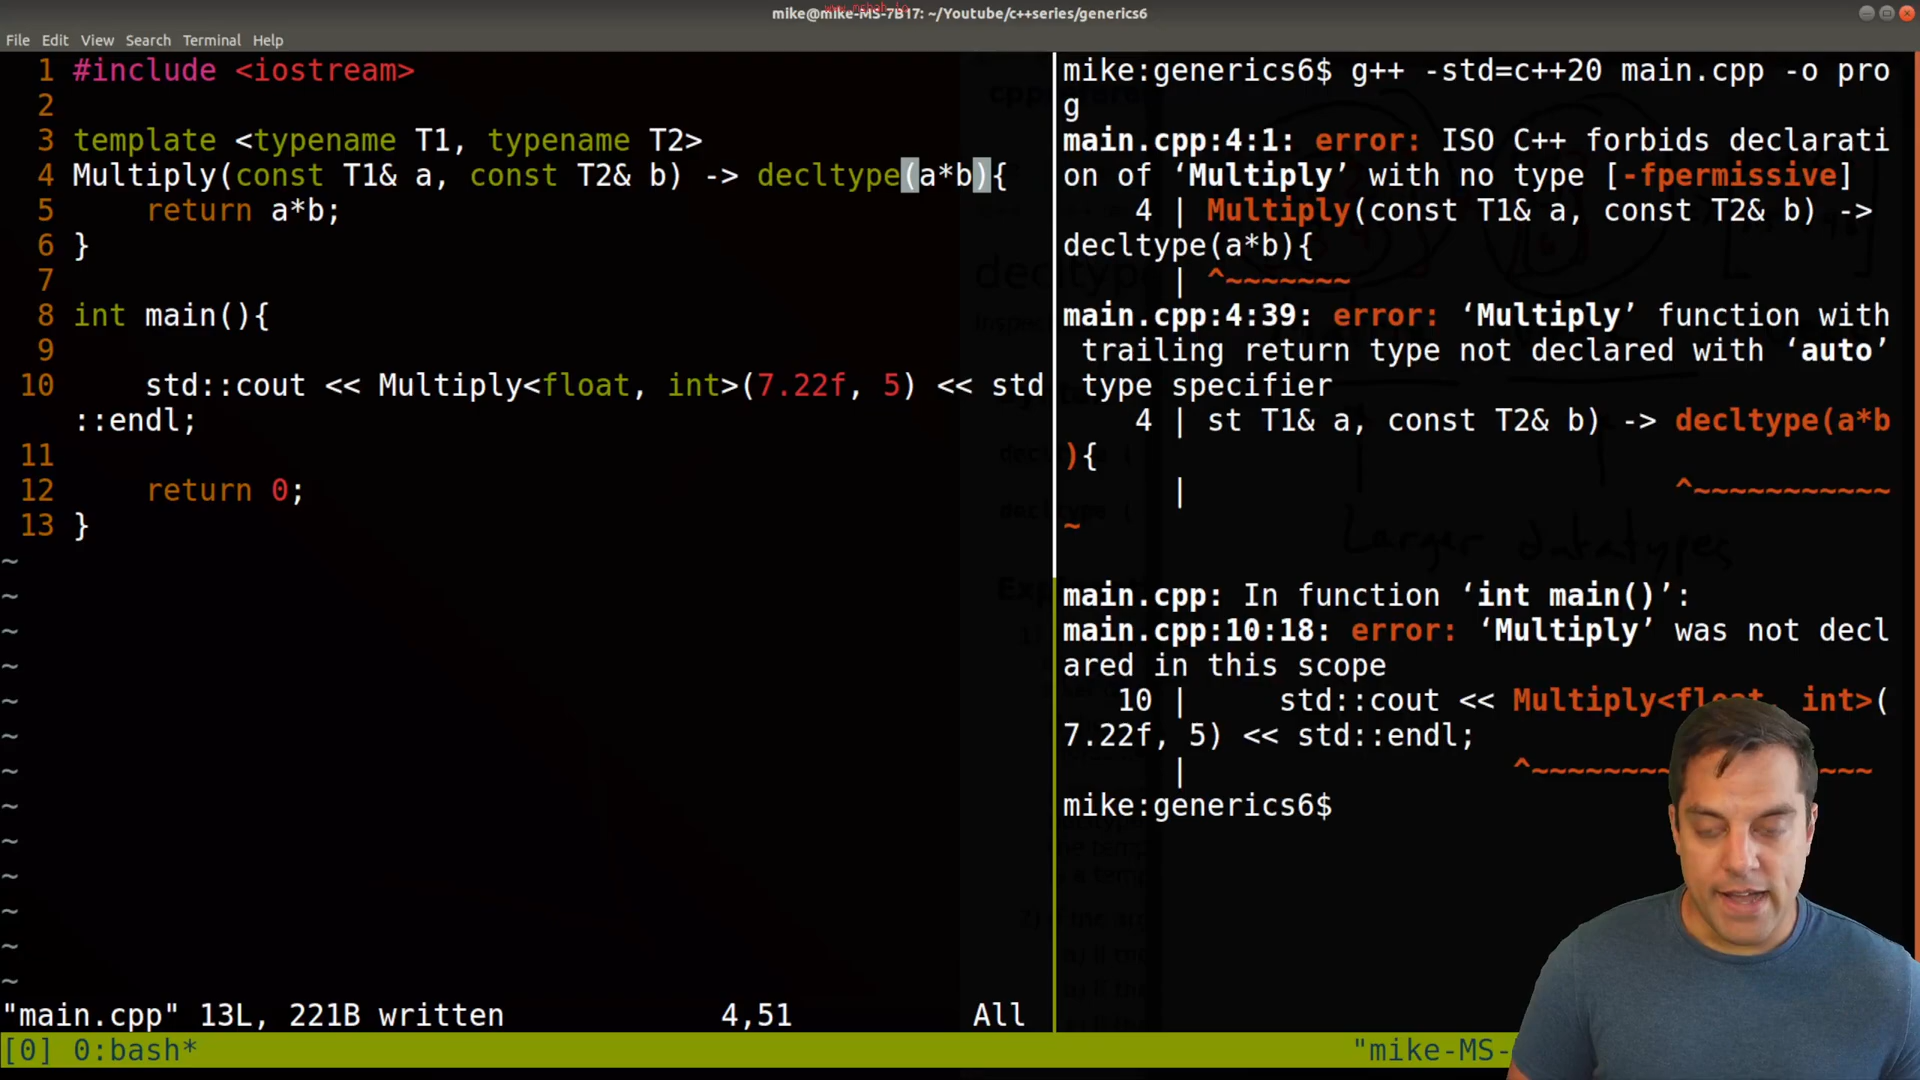 www.mshah.io
mike@mike-MS-7B17: ~/Youtube/c++series/generics6
File Edit View Search Terminal Help
1 #include <iostream>
2
3 template <typename T1, typename T2>
4 Multiply(const T1& a, const T2& b) -> decltype(a*b){
5     return a*b;
6 }
7
8 int main(){
9
10     std::cout << Multiply<float, int>(7.22f, 5) << std
::endl;
11
12     return 0;
13 }
~
~
~
~
~
~
~
~
~
~
~
~
~
"main.cpp" 13L, 221B written 4,51 All
mike:generics6$ g++ -std=c++20 main.cpp -o pro
g
main.cpp:4:1: error: ISO C++ forbids declarati
on of ‘Multiply’ with no type [-fpermissive]
4 | Multiply(const T1& a, const T2& b) ->
decltype(a*b){
| ^~~~~~~~
main.cpp:4:39: error: ‘Multiply’ function with
trailing return type not declared with ‘auto’
type specifier
4 | st T1& a, const T2& b) -> decltype(a*b
){
| ^~~~~~~~~~~~
~
main.cpp: In function ‘int main()’:
main.cpp:10:18: error: ‘Multiply’ was not decl
ared in this scope
10 |     std::cout << Multiply<float, int>(
7.22f, 5) << std::endl;
| ^~~~~~~~ ~~~
mike:generics6$
Larger datatypes
[0] 0:bash* "mike-MS-